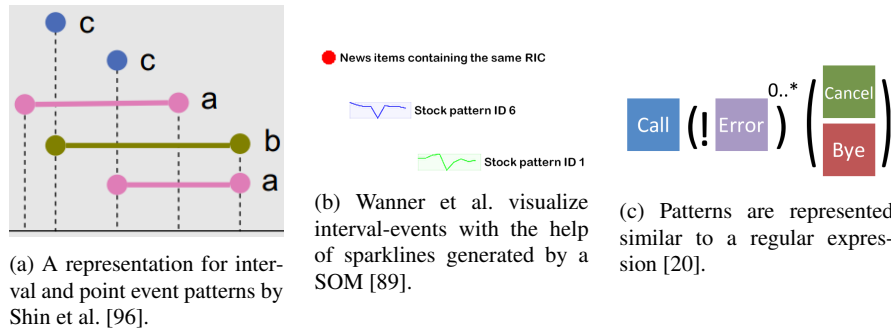 c
c
a
b
a
(a) A representation for inter-
val and point event patterns by
Shin et al. [96].
News items containing the same RIC
Stock pattern ID 6
Stock pattern ID 1
(b) Wanner et al. visualize
interval-events with the help
of sparklines generated by a
SOM [89].
Call (! Error) 0..* (Cancel
Bye)
(c) Patterns are represented
similar to a regular expres-
sion [20].